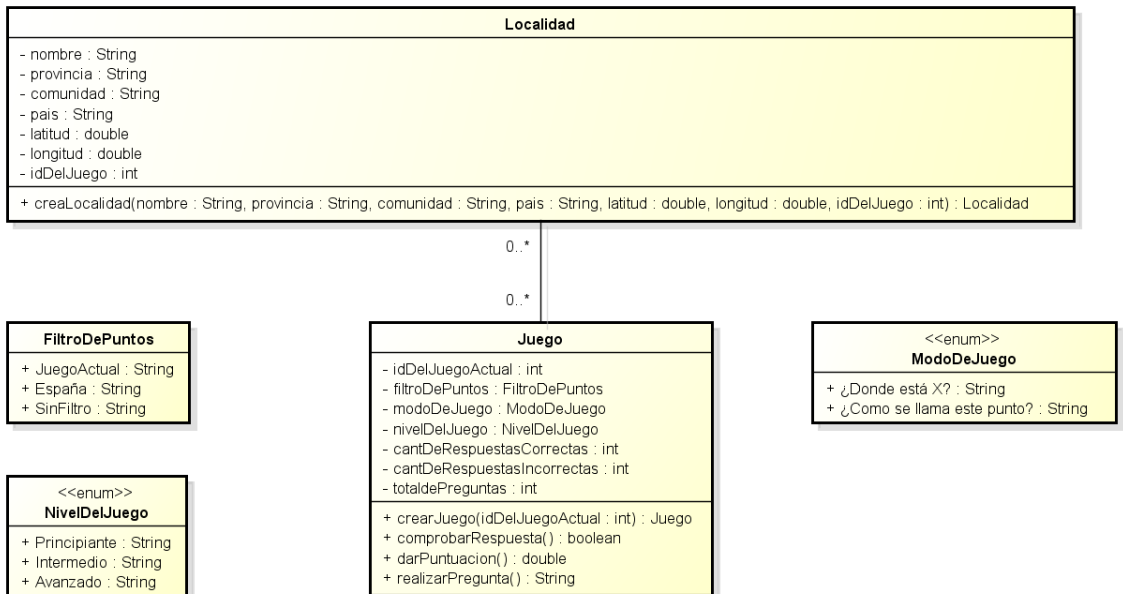 Localidad
- nombre : String
- provincia : String
- comunidad : String
- pais : String
- latitud : double
- longitud : double
- idDelJuego : int
+ creaLocalidad(nombre : String, provincia : String, comunidad : String, pais : String, latitud : double, longitud : double, idDelJuego : int) : Localidad
0..*
0..*
FiltroDePuntos
+ JuegoActual : String
+ España : String
+ SinFiltro : String
<<enum>>
NivelDelJuego
+ Principiante : String
+ Intermedio : String
+ Avanzado : String
Juego
- idDelJuegoActual : int
- filtroDePuntos : FiltroDePuntos
- modoDeJuego : ModoDeJuego
- nivelDelJuego : NivelDelJuego
- cantDeRespuestasCorrectas : int
- cantDeRespuestasIncorrectas : int
- totaldePreguntas : int
+ crearJuego(idDelJuegoActual : int) : Juego
+ comprobarRespuesta() : boolean
+ darPuntuacion() : double
+ realizarPregunta() : String
<<enum>>
ModoDeJuego
+ ¿Donde está X? : String
+ ¿Como se llama este punto? : String